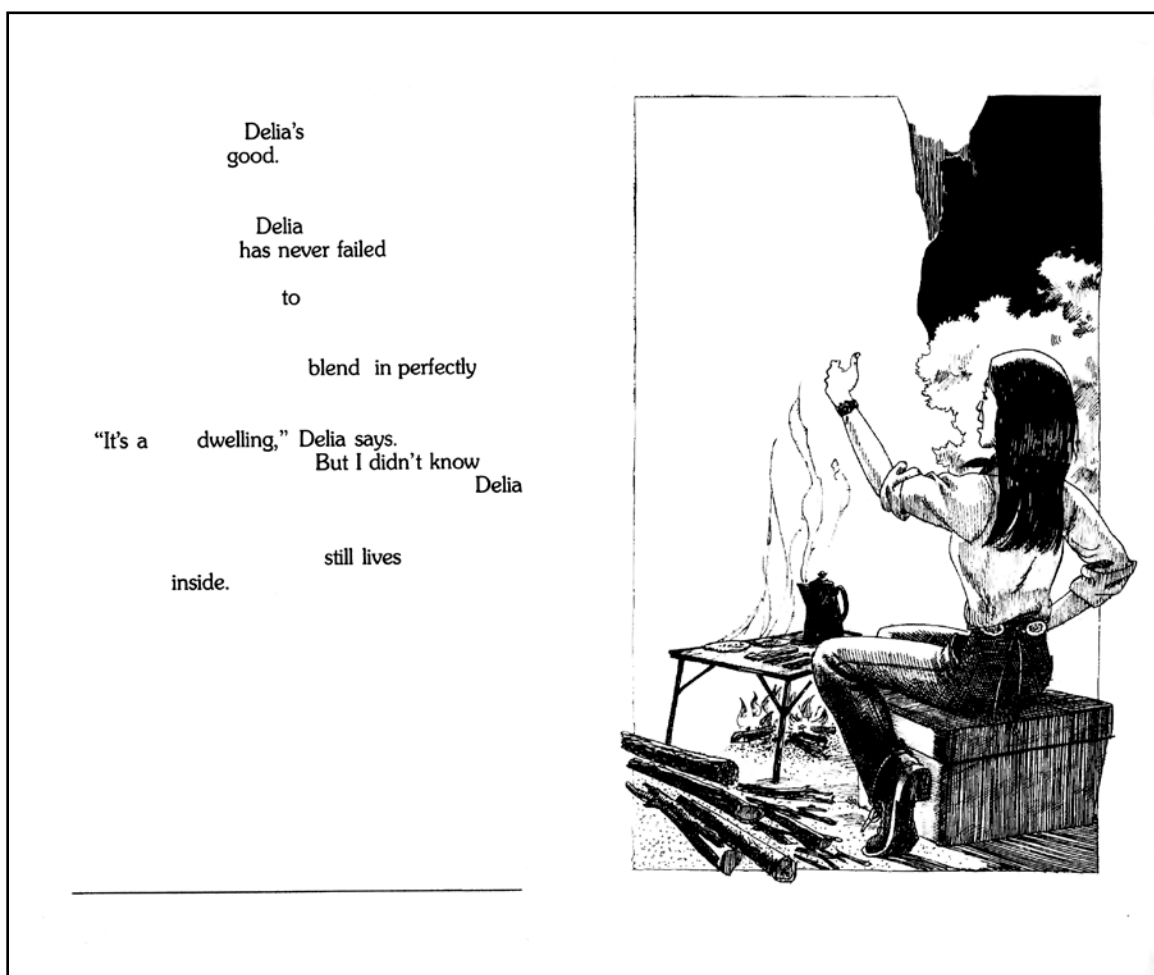 Delia's
good.
Delia
has never failed
to
blend in perfectly
“It's a dwelling,” Delia says.
But I didn't know
Delia
still lives
inside.